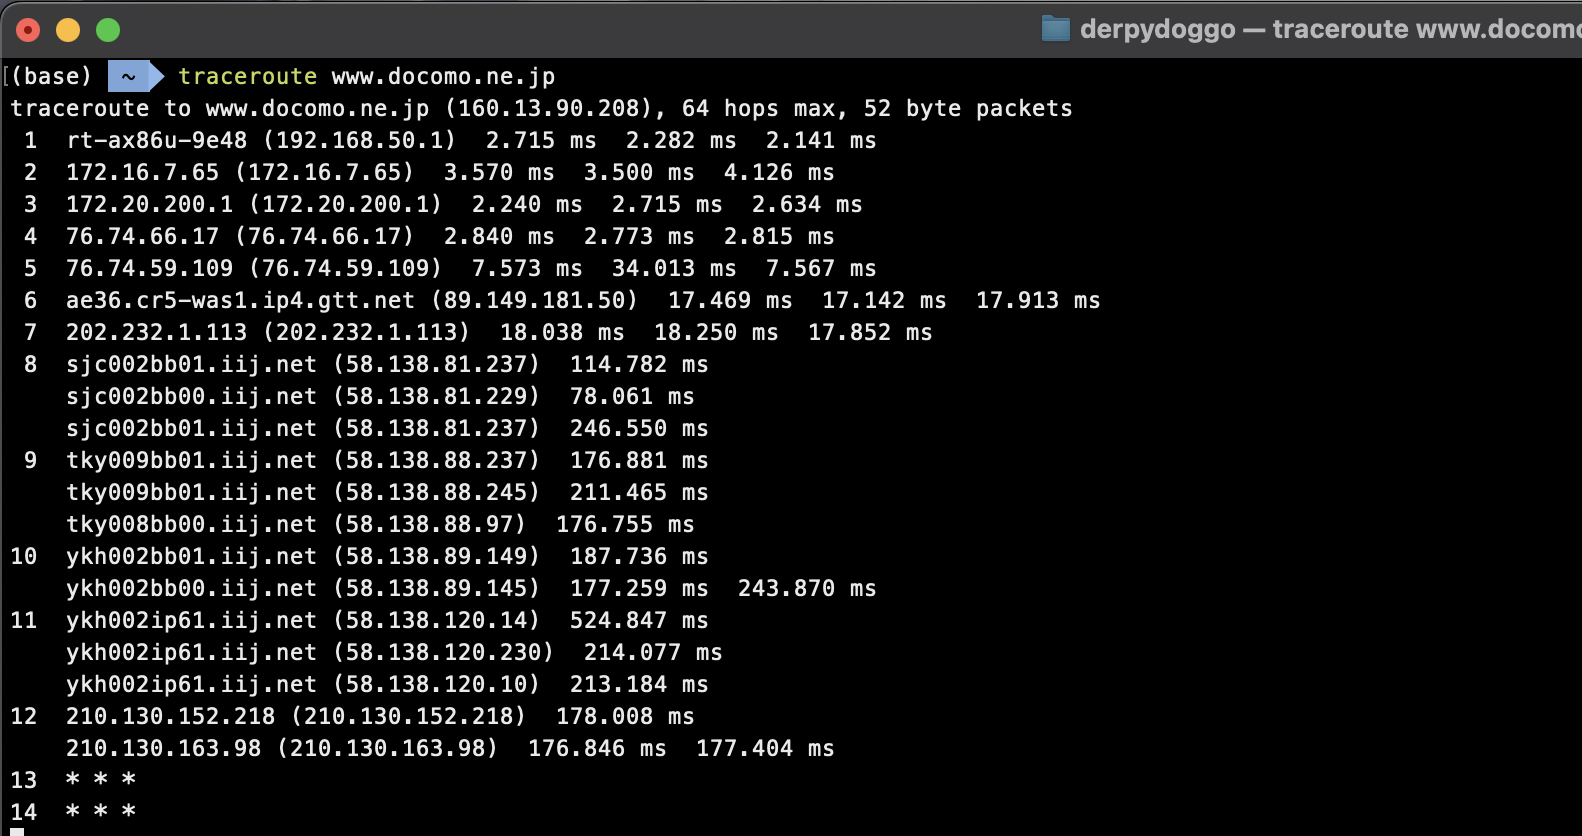 derpydoggo — traceroute www.docomo
[(base) ~ traceroute www.docomo.ne.jp
traceroute to www.docomo.ne.jp (160.13.90.208), 64 hops max, 52 byte packets
 1  rt-ax86u-9e48 (192.168.50.1)  2.715 ms  2.282 ms  2.141 ms
 2  172.16.7.65 (172.16.7.65)  3.570 ms  3.500 ms  4.126 ms
 3  172.20.200.1 (172.20.200.1)  2.240 ms  2.715 ms  2.634 ms
 4  76.74.66.17 (76.74.66.17)  2.840 ms  2.773 ms  2.815 ms
 5  76.74.59.109 (76.74.59.109)  7.573 ms  34.013 ms  7.567 ms
 6  ae36.cr5-was1.ip4.gtt.net (89.149.181.50)  17.469 ms  17.142 ms  17.913 ms
 7  202.232.1.113 (202.232.1.113)  18.038 ms  18.250 ms  17.852 ms
 8  sjc002bb01.iij.net (58.138.81.237)  114.782 ms
    sjc002bb00.iij.net (58.138.81.229)  78.061 ms
    sjc002bb01.iij.net (58.138.81.237)  246.550 ms
 9  tky009bb01.iij.net (58.138.88.237)  176.881 ms
    tky009bb01.iij.net (58.138.88.245)  211.465 ms
    tky008bb00.iij.net (58.138.88.97)  176.755 ms
10  ykh002bb01.iij.net (58.138.89.149)  187.736 ms
    ykh002bb00.iij.net (58.138.89.145)  177.259 ms  243.870 ms
11  ykh002ip61.iij.net (58.138.120.14)  524.847 ms
    ykh002ip61.iij.net (58.138.120.230)  214.077 ms
    ykh002ip61.iij.net (58.138.120.10)  213.184 ms
12  210.130.152.218 (210.130.152.218)  178.008 ms
    210.130.163.98 (210.130.163.98)  176.846 ms  177.404 ms
13  * * *
14  * * *